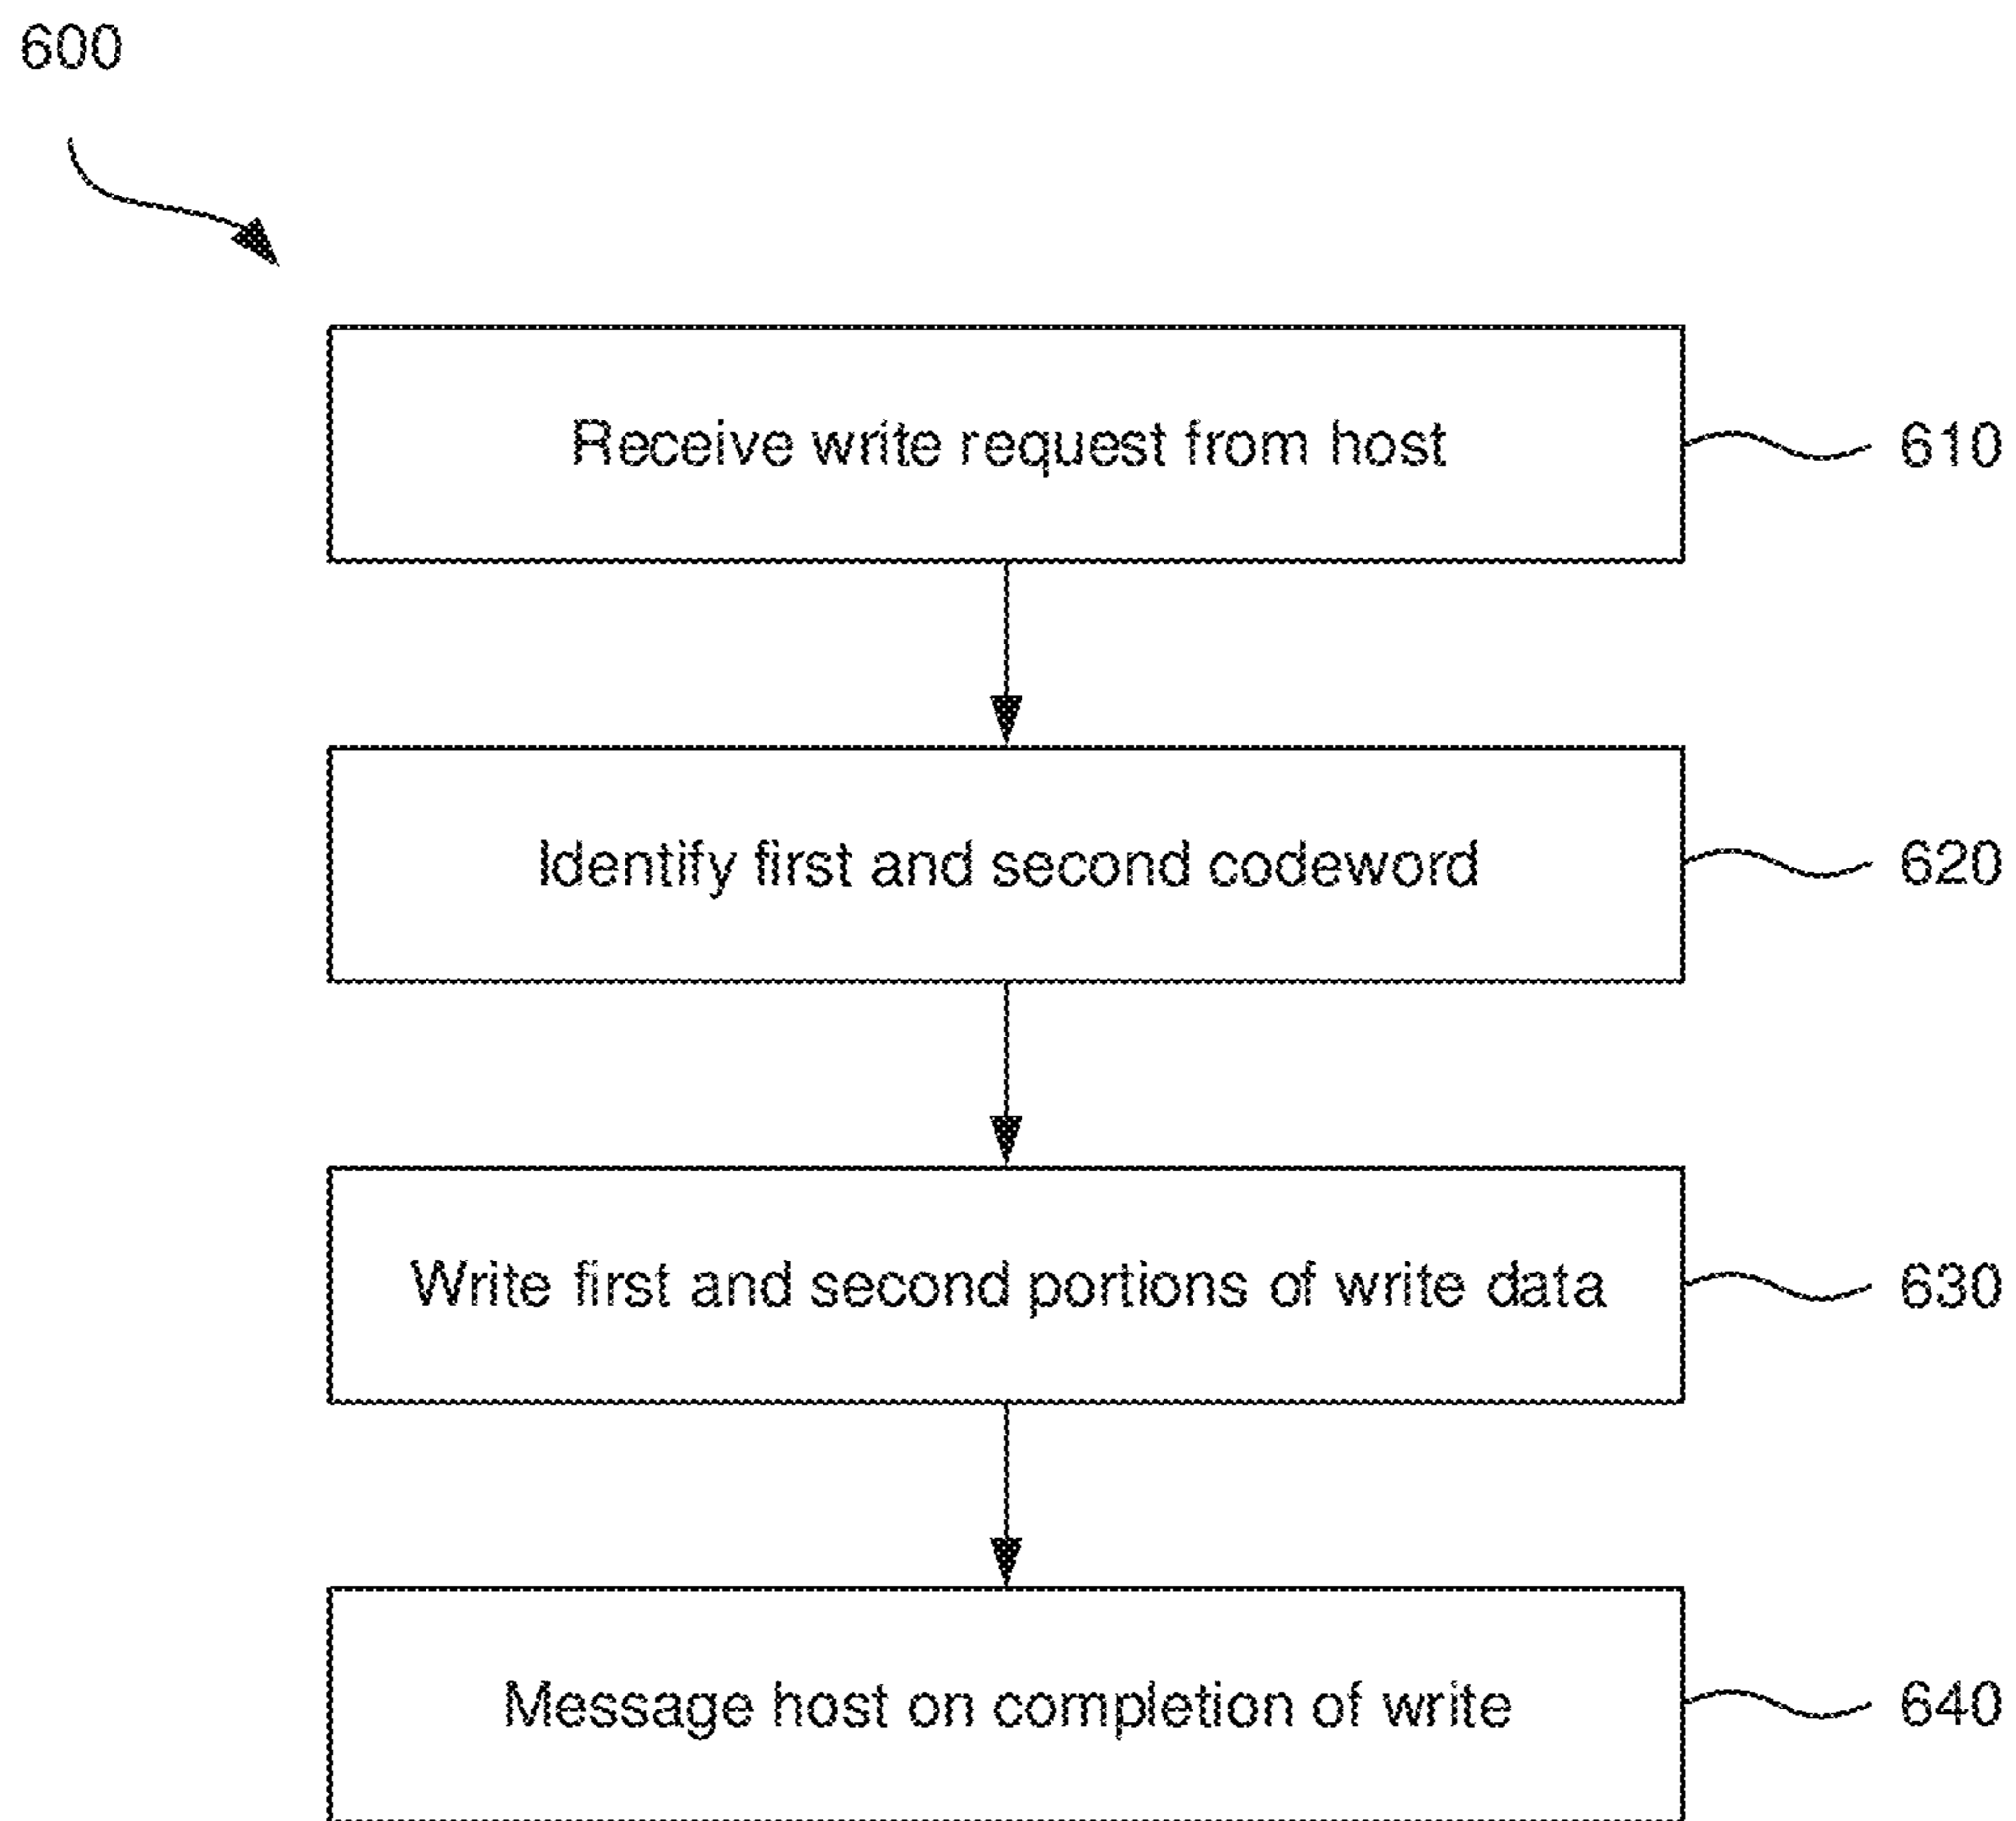 600
Receive write request from host
610
Identify first and second codeword
620
Write first and second portions of write data
630
Message host on completion of write
640